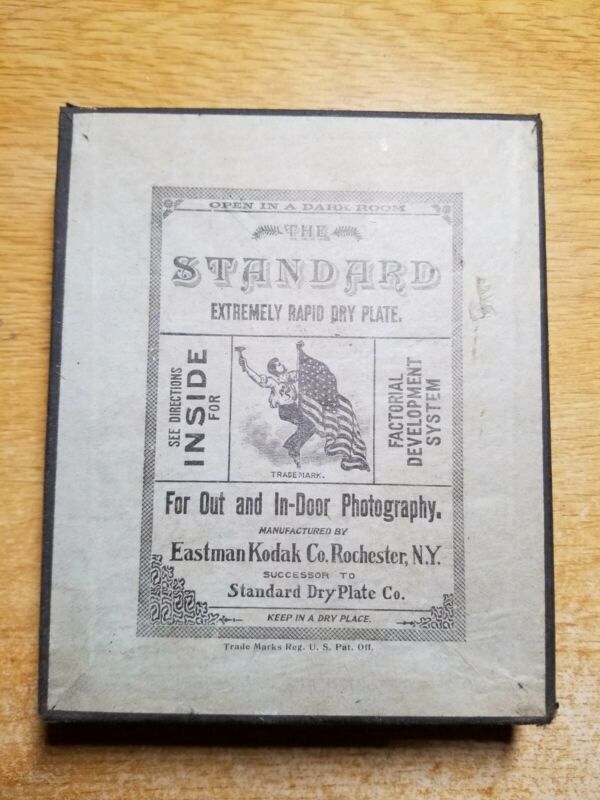 OPEN IN A DARK ROOM
THE
STANDARD
EXTREMELY RAPID DRY PLATE.
SEE DIRECTIONS
INSIDE
FOR
TRADEMARK.
FACTORIAL
DEVELOPMENT
SYSTEM
For Out and In-Door Photography.
MANUFACTURED BY
Eastman Kodak Co. Rochester, N.Y.
SUCCESSOR TO
Standard Dry Plate Co.
KEEP IN A DRY PLACE.
Trade Marks Reg. U. S. Pat. Off.